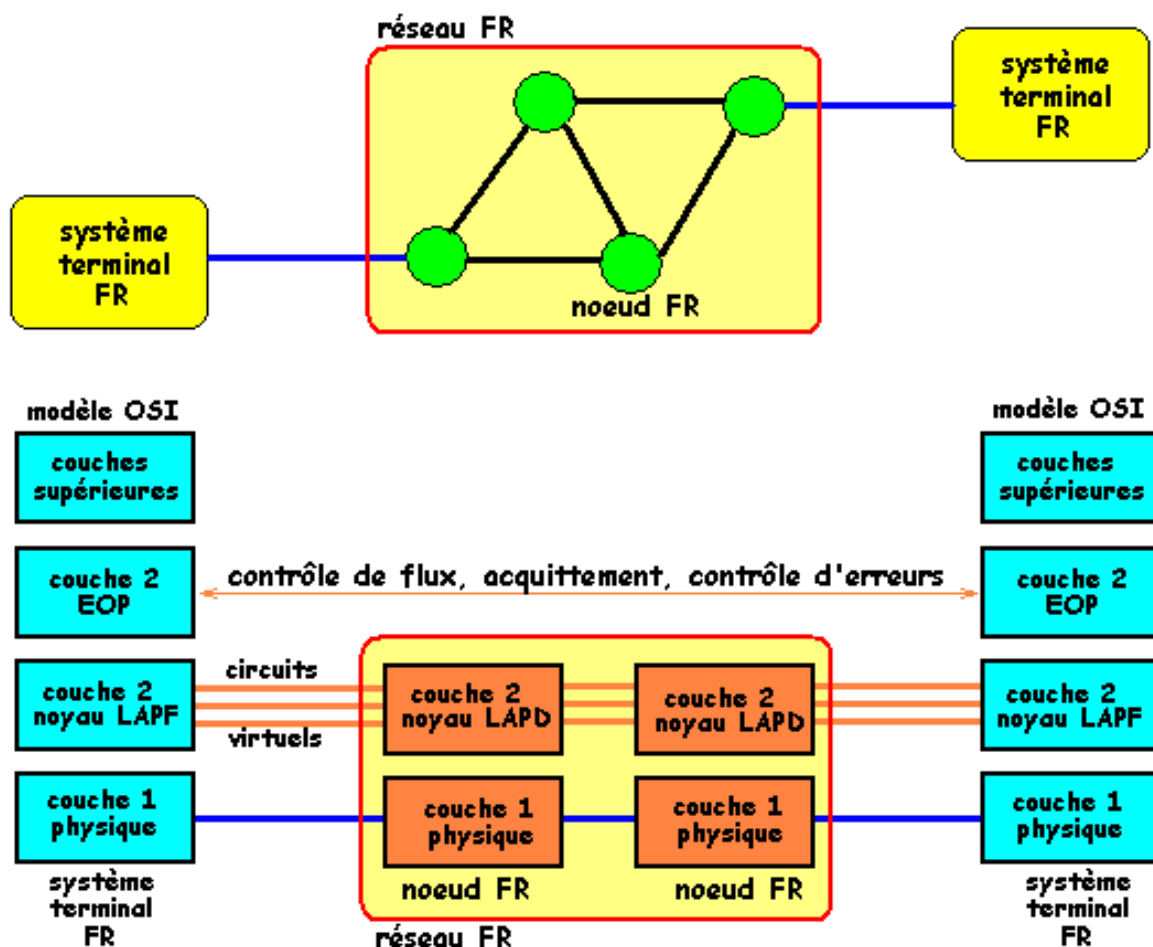 réseau FR
système
terminal
FR
système
terminal
FR
noeud FR
modèle OSI
modèle OSI
couches
supérieures
couches
supérieures
couche 2
EOP
contrôle de flux, acquittement, contrôle d'erreurs
couche 2
EOP
couche 2
noyau LAPF
circuits
virtuels
couche 2
noyau LAPD
couche 2
noyau LAPD
couche 2
noyau LAPF
couche 1
physique
couche 1
physique
couche 1
physique
couche 1
physique
système
terminal
FR
noeud FR
noeud FR
système
terminal
FR
réseau FR